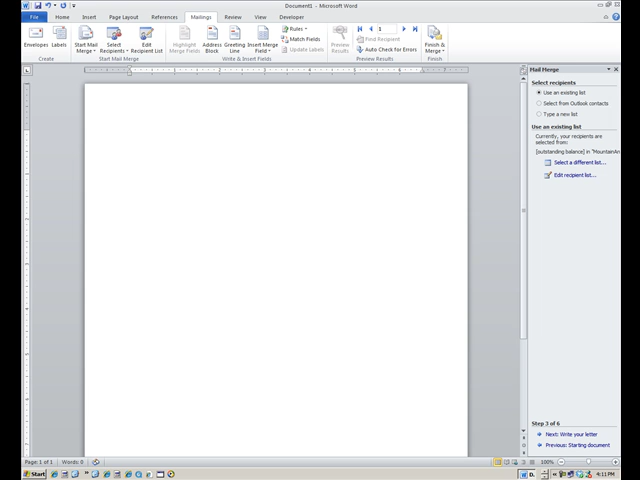 Document1 - Microsoft Word
File Home Insert Page Layout References Mailings Review View Developer
Envelopes Labels Start Mail Merge Select Recipients Edit Recipient List Highlight Merge Fields Address Block Greeting Line Insert Merge Field Rules Match Fields Update Labels Preview Results 1 Find Recipient Auto Check for Errors Finish & Merge
Create Start Mail Merge Write & Insert Fields Preview Results Finish
Mail Merge
Select recipients
Use an existing list
Select from Outlook contacts
Type a new list
Use an existing list
Currently, your recipients are
selected from:
[outstanding balance] in "MountainAn
Select a different list...
Edit recipient list...
Step 3 of 6
Next: Write your letter
Previous: Starting document
Page: 1 of 1 Words: 0 100%
Start D. 4:11 PM